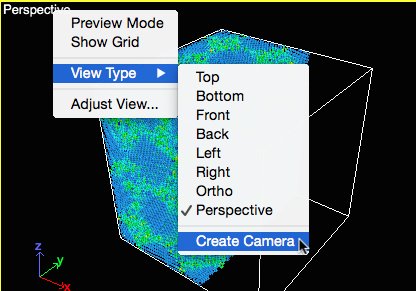 Perspective
Preview Mode
Show Grid
View Type
Adjust View...
Top
Bottom
Front
Back
Left
Right
Ortho
Perspective
Create Camera
z
y
x